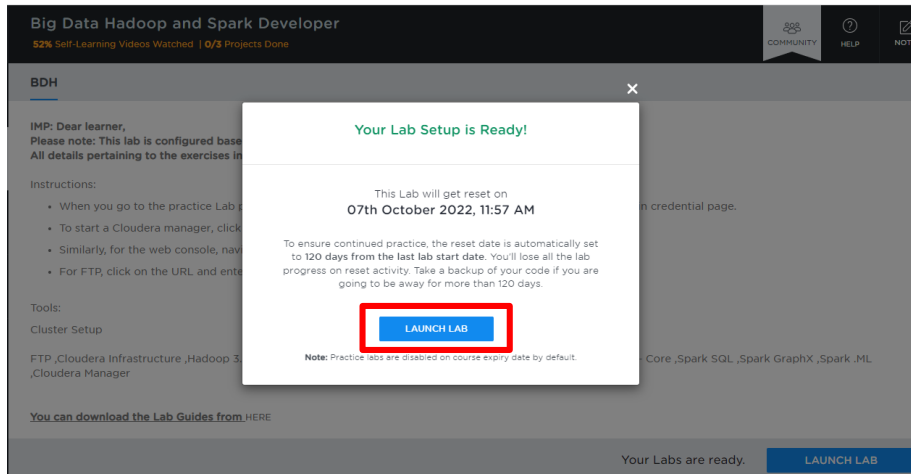 Big Data Hadoop and Spark Developer
52% Self-Learning Videos Watched | 0/3 Projects Done
COMMUNITY
HELP
NOT
BDH
IMP: Dear learner,
Please note: This lab is configured base
All details pertaining to the exercises in
Instructions:
• When you go to the practice Lab p
n credential page.
• To start a Cloudera manager, click
• Similarly, for the web console, nav
• For FTP, click on the URL and ente
Tools:
Cluster Setup
FTP ,Cloudera Infrastructure ,Hadoop 3.
- Core ,Spark SQL ,Spark GraphX ,Spark .ML
,Cloudera Manager
You can download the Lab Guides from HERE
Your Lab Setup is Ready!
This Lab will get reset on
07th October 2022, 11:57 AM
To ensure continued practice, the reset date is automatically set
to 120 days from the last lab start date. You'll lose all the lab
progress on reset activity. Take a backup of your code if you are
going to be away for more than 120 days.
LAUNCH LAB
Note: Practice labs are disabled on course expiry date by default.
Your Labs are ready.
LAUNCH LAB